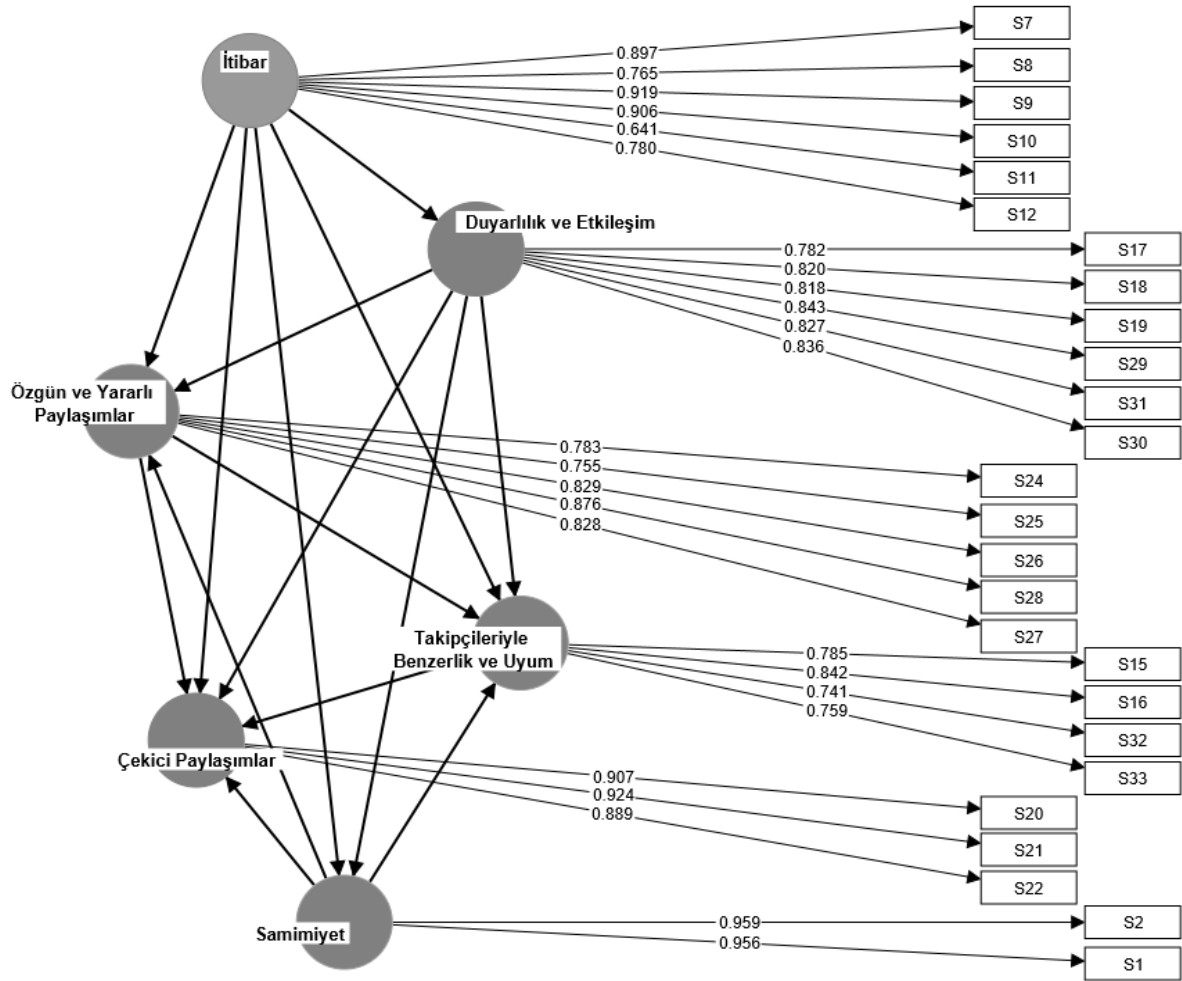 İtibar
0.897
0.765
0.919
0.906
0.641
0.780
S7
S8
S9
S10
S11
S12
Duyarlılık ve Etkileşim
0.782
0.820
0.818
0.843
0.827
0.836
S17
S18
S19
S29
S31
S30
Özgün ve Yararlı
Paylaşımlar
0.783
0.755
0.829
0.876
0.828
S24
S25
S26
S28
S27
Takipçileriyle
Benzerlik ve Uyum
0.785
0.842
0.741
0.759
S15
S16
S32
S33
Çekici Paylaşımlar
0.907
0.924
0.889
S20
S21
S22
Samimiyet
0.959
0.956
S2
S1